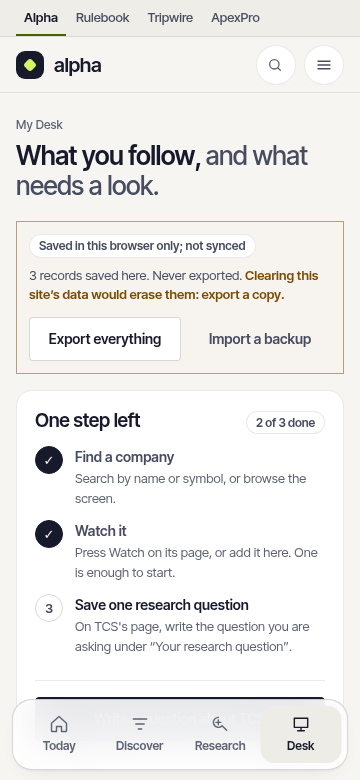 Alpha Rulebook Tripwire ApexPro
alpha
My Desk
What you follow, and what
needs a look.
Saved in this browser only; not synced
3 records saved here. Never exported. Clearing this
site's data would erase them: export a copy.
Export everything Import a backup
One step left 2 of 3 done
Find a company
Search by name or symbol, or browse the
screen.
Watch it
Press Watch on its page, or add it here. One
is enough to start.
3 Save one research question
On TCS's page, write the question you are
asking under “Your research question”.
Today Discover Research Desk